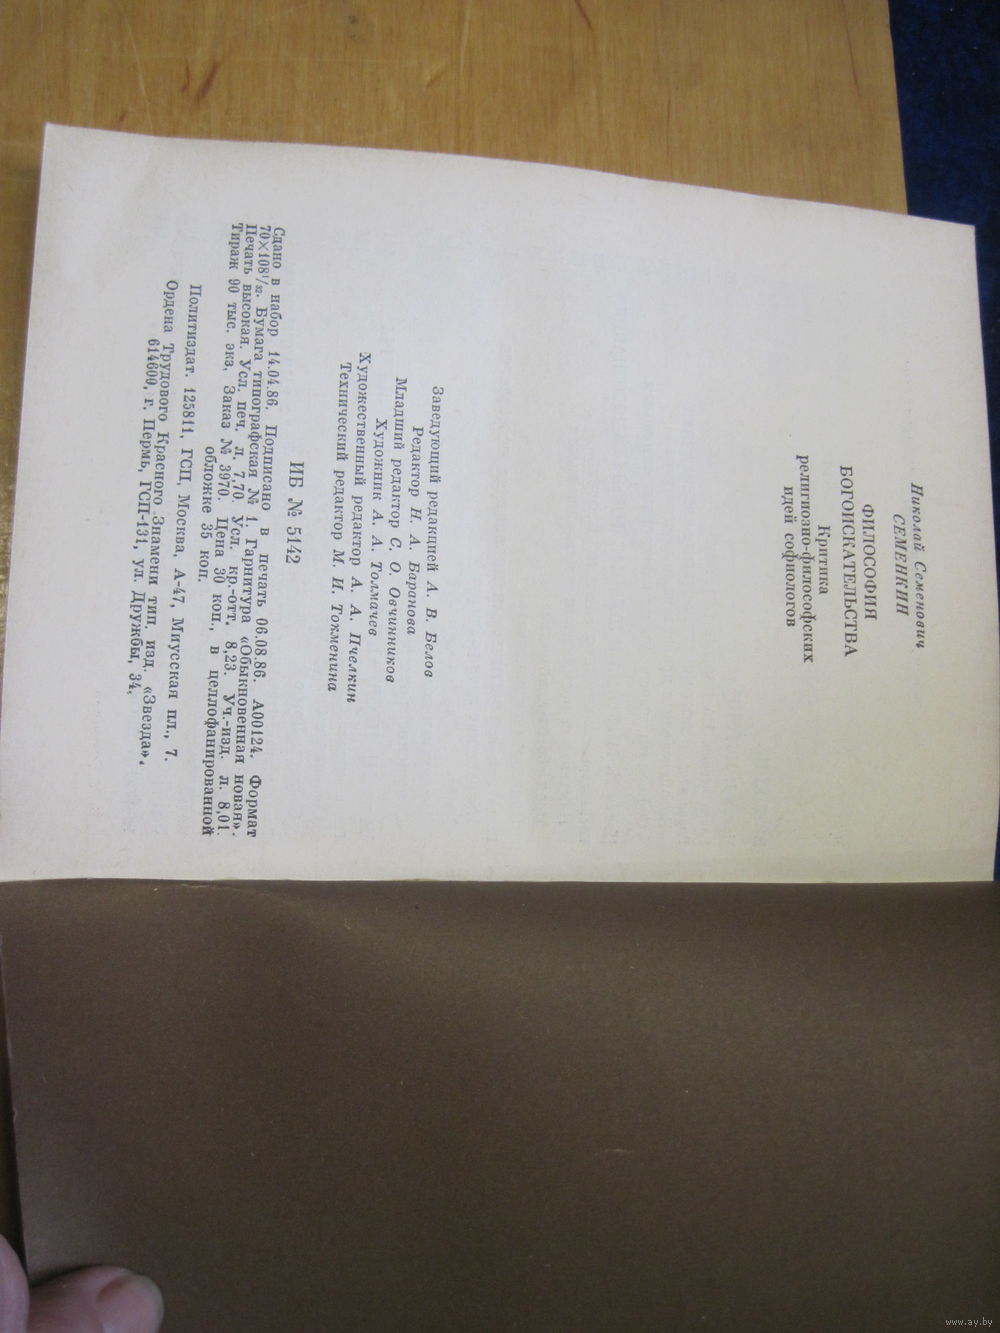 Николай Семенович
СЕМЕНКИН
ФИЛОСОФИЯ
БОГОИСКАТЕЛЬСТВА
Критика
религиозно-философских
идей софиологов
Заведующий редакцией А. В. Белов
Редактор Н. А. Баранова
Младший редактор С. О. Овчинников
Художник А. А. Толмачев
Художественный редактор А. А. Пчелкин
Технический редактор М. И. Токменина
ИБ № 5142
Сдано в набор 14.04.86. Подписано в печать 06.08.86. А00124. Формат
70×108¹/₃₂. Бумага типографская № 1. Гарнитура «Обыкновенная новая».
Печать высокая. Усл. печ. л. 7,70. Усл. кр.-отт. 8,23. Уч.-изд. л. 8,01.
Тираж 90 тыс. экз. Заказ № 3970. Цена 30 коп., в целлофанированной
обложке 35 коп.
Политиздат. 125811, ГСП, Москва, А-47, Миусская пл., 7.
Ордена Трудового Красного Знамени тип. изд. «Звезда».
614600, г. Пермь, ГСП-131, ул. Дружбы, 34.
www.ay.by